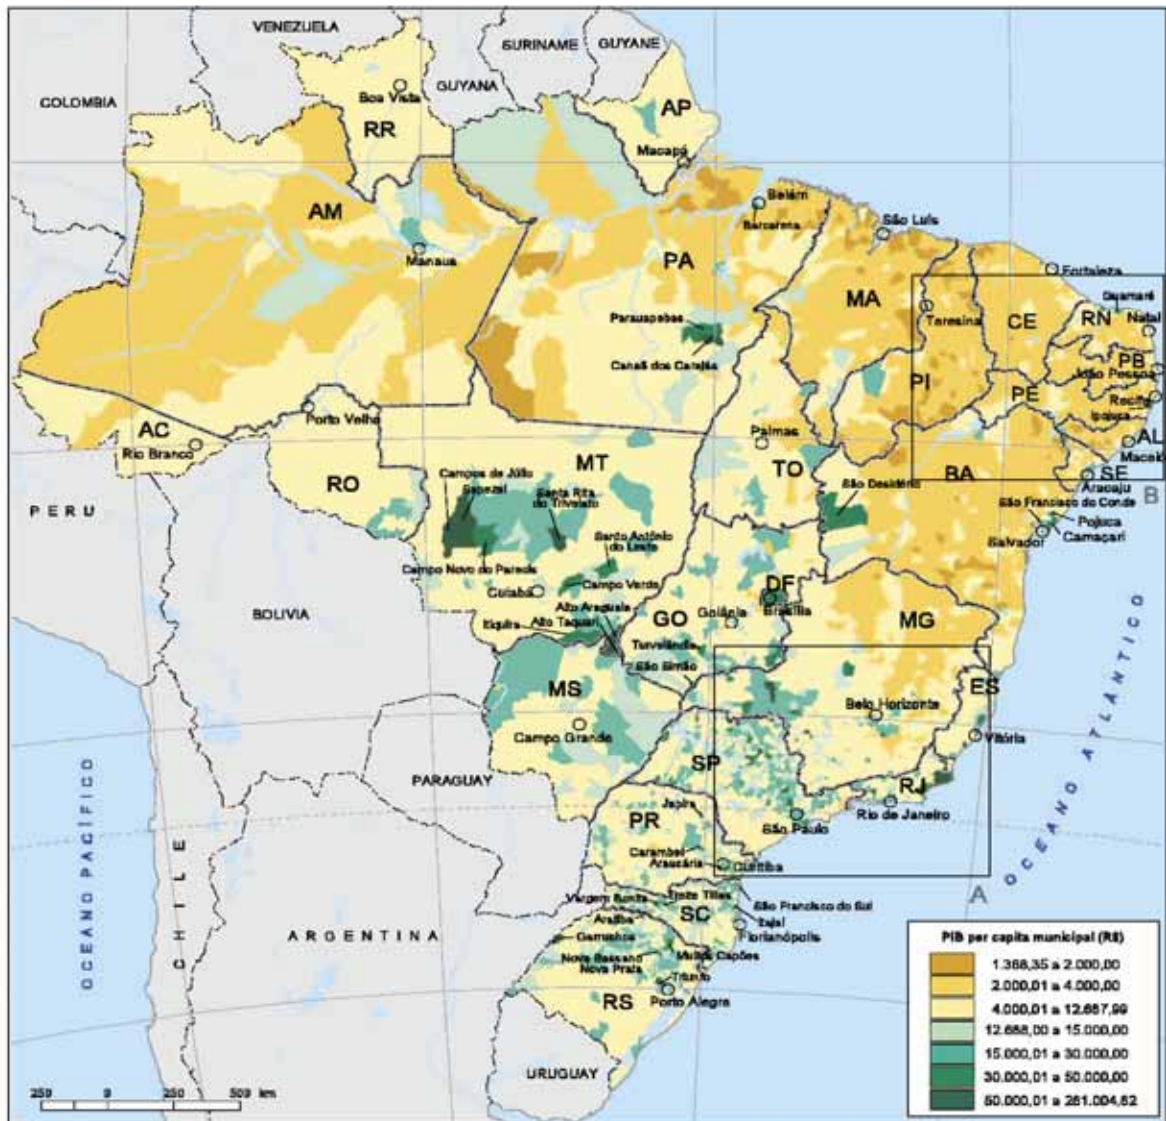 VENEZUELA
SURINAME
GUYANE
GUYANA
COLOMBIA
Boa Vista
RR
AP
Macapá
AM
Manaus
Belém
Barcarena
São Luís
PA
MA
Fortaleza
Guamaré
Parauapebas
Canaã dos Carajás
Teresina
CE
RN
Natal
PI
PB
João Pessoa
PE
Recife
Ipojuca
AC
Rio Branco
Porto Velho
Palmas
AL
Maceió
RO
MT
TO
BA
SE
Aracaju
B
Campos de Júlio
Sapezal
Santa Rita
do Trivelato
São Desidério
São Francisco do Conde
Pojuca
Camaçari
Salvador
PERU
Santo Antônio
do Leste
Campo Novo do Parecis
Campo Verde
Cuiabá
DF
Brasília
BOLIVIA
Alto Araguaia
Alto Taquari
Itiquira
GO
Goiânia
MG
Turvelândia
São Simão
MS
Campo Grande
ES
Belo Horizonte
Vitória
PARAGUAY
SP
RJ
Rio de Janeiro
São Paulo
OCEANO ATLÂNTICO
OCEANO PACÍFICO
CHILE
Japira
PR
Carambeí
Araucária
Curitiba
A
Vargem Bonita
Treze Tílias
São Francisco do Sul
SC
Itajaí
Florianópolis
ARGENTINA
Garruchos
Muitos Capões
Nova Bassano
Nova Prata
Triunfo
RS
Porto Alegre
URUGUAY
PIB per capita municipal (R$)
1.368,35 a 2.000,00
2.000,01 a 4.000,00
4.000,01 a 12.687,99
12.688,00 a 15.000,00
15.000,01 a 30.000,00
30.000,01 a 50.000,00
50.000,01 a 261.004,62
250 0 250 500 km